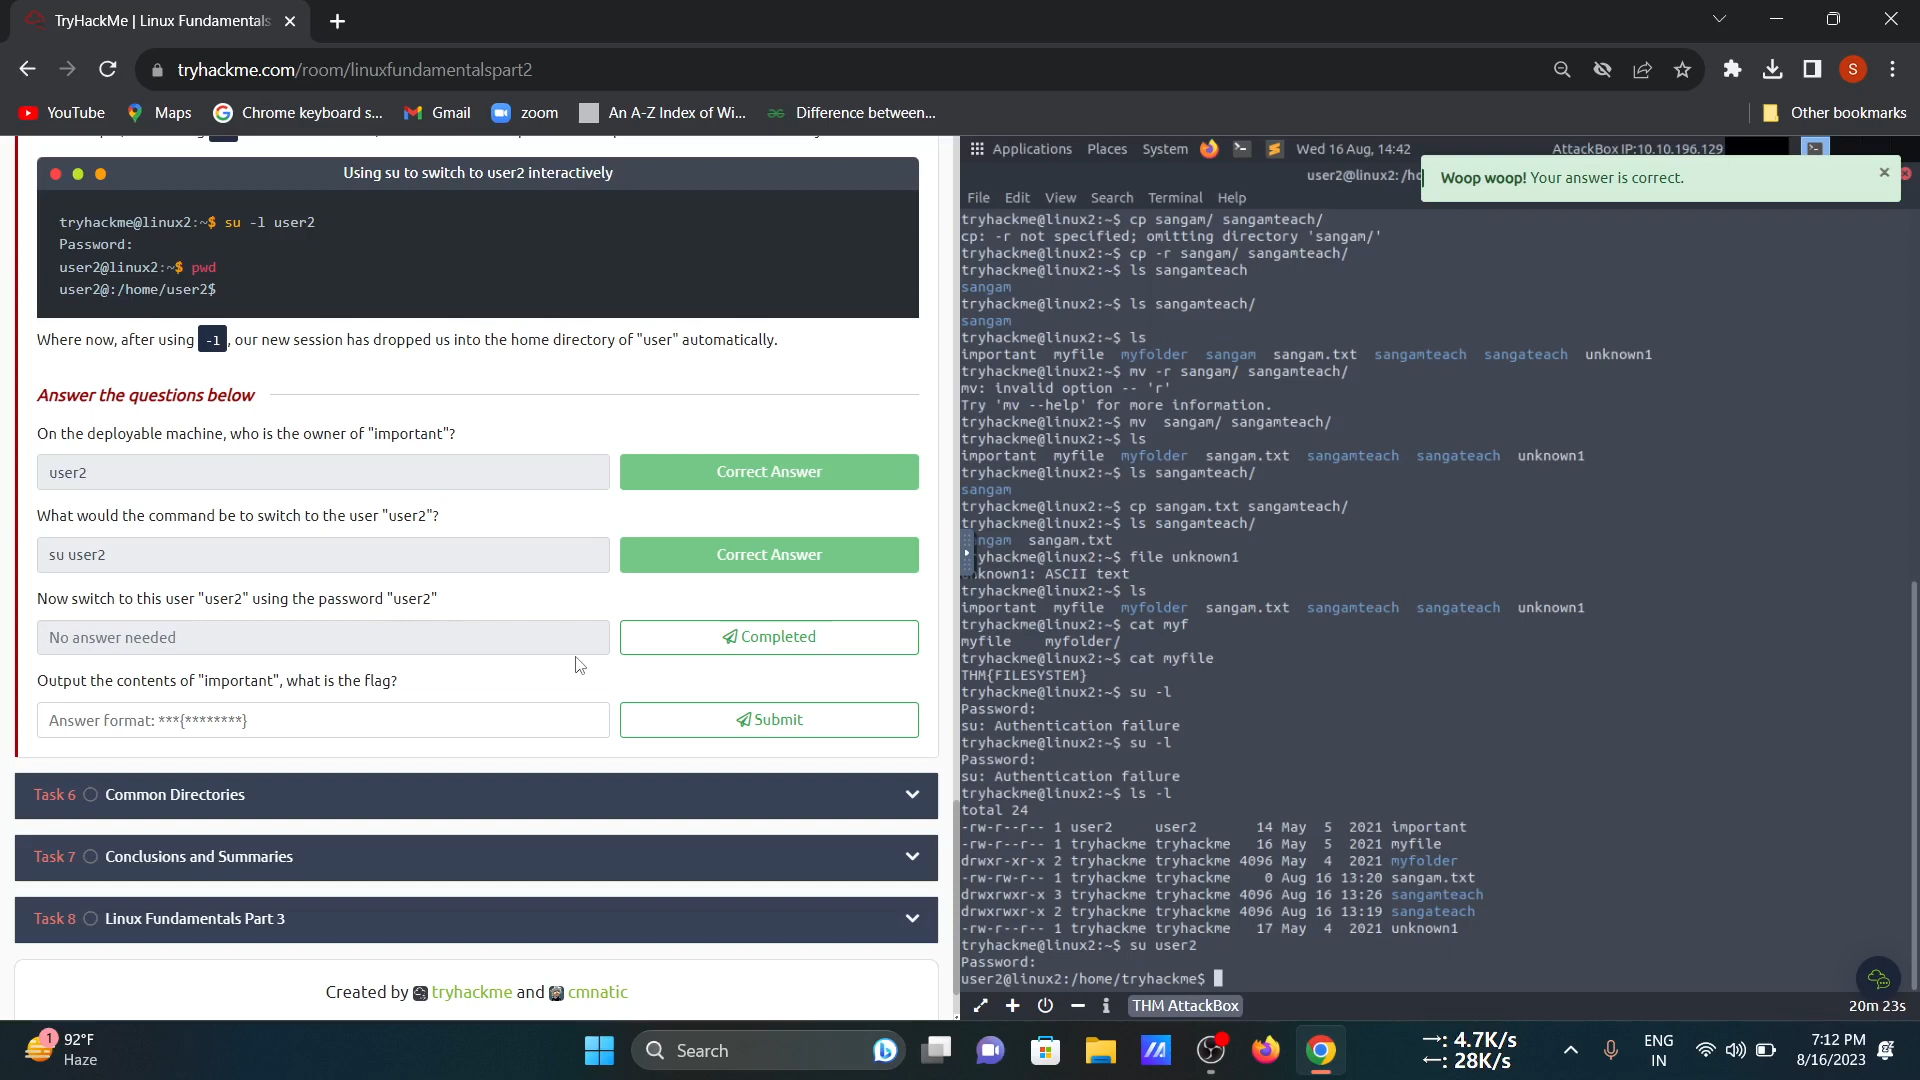 TryHackMe | Linux Fundamentals
tryhackme.com/room/linuxfundamentalspart2
S
YouTube
Maps
Chrome keyboard s...
Gmail
zoom
An A-Z Index of Wi...
Difference between...
Other bookmarks
Using su to switch to user2 interactively
tryhackme@linux2:~$ su -l user2
Password:
user2@linux2:~$ pwd
user2@:/home/user2$
Where now, after using -l, our new session has dropped us into the home directory of "user" automatically.
Answer the questions below
On the deployable machine, who is the owner of "important"?
user2
Correct Answer
What would the command be to switch to the user "user2"?
su user2
Correct Answer
Now switch to this user "user2" using the password "user2"
No answer needed
Completed
Output the contents of "important", what is the flag?
Answer format: ***{********}
Submit
Task 6 Common Directories
Task 7 Conclusions and Summaries
Task 8 Linux Fundamentals Part 3
Created by tryhackme and cmnatic
Applications Places System Wed 16 Aug, 14:42 AttackBox IP:10.10.196.129
user2@linux2: /ho
Woop woop! Your answer is correct.
File Edit View Search Terminal Help
tryhackme@linux2:~$ cp sangam/ sangamteach/
cp: -r not specified; omitting directory 'sangam/'
tryhackme@linux2:~$ cp -r sangam/ sangamteach/
tryhackme@linux2:~$ ls sangamteach
sangam
tryhackme@linux2:~$ ls sangamteach/
sangam
tryhackme@linux2:~$ ls
important myfile myfolder sangam sangam.txt sangamteach sangateach unknown1
tryhackme@linux2:~$ mv -r sangam/ sangamteach/
mv: invalid option -- 'r'
Try 'mv --help' for more information.
tryhackme@linux2:~$ mv  sangam/ sangamteach/
tryhackme@linux2:~$ ls
important myfile myfolder sangam.txt sangamteach sangateach unknown1
tryhackme@linux2:~$ ls sangamteach/
sangam
tryhackme@linux2:~$ cp sangam.txt sangamteach/
tryhackme@linux2:~$ ls sangamteach/
ngam sangam.txt
yhackme@linux2:~$ file unknown1
known1: ASCII text
tryhackme@linux2:~$ ls
important myfile myfolder sangam.txt sangamteach sangateach unknown1
tryhackme@linux2:~$ cat myf
myfile myfolder/
tryhackme@linux2:~$ cat myfile
THM{FILESYSTEM}
tryhackme@linux2:~$ su -l
Password:
su: Authentication failure
tryhackme@linux2:~$ su -l
Password:
su: Authentication failure
tryhackme@linux2:~$ ls -l
total 24
-rw-r--r-- 1 user2 user2 14 May 5 2021 important
-rw-r--r-- 1 tryhackme tryhackme 16 May 5 2021 myfile
drwxr-xr-x 2 tryhackme tryhackme 4096 May 4 2021 myfolder
-rw-rw-r-- 1 tryhackme tryhackme 0 Aug 16 13:20 sangam.txt
drwxrwxr-x 3 tryhackme tryhackme 4096 Aug 16 13:26 sangamteach
drwxrwxr-x 2 tryhackme tryhackme 4096 Aug 16 13:19 sangateach
-rw-r--r-- 1 tryhackme tryhackme 17 May 4 2021 unknown1
tryhackme@linux2:~$ su user2
Password:
user2@linux2:/home/tryhackme$
THM AttackBox
20m 23s
1
92°F
Haze
Search
4.7K/s
28K/s
ENG
IN
7:12 PM
8/16/2023